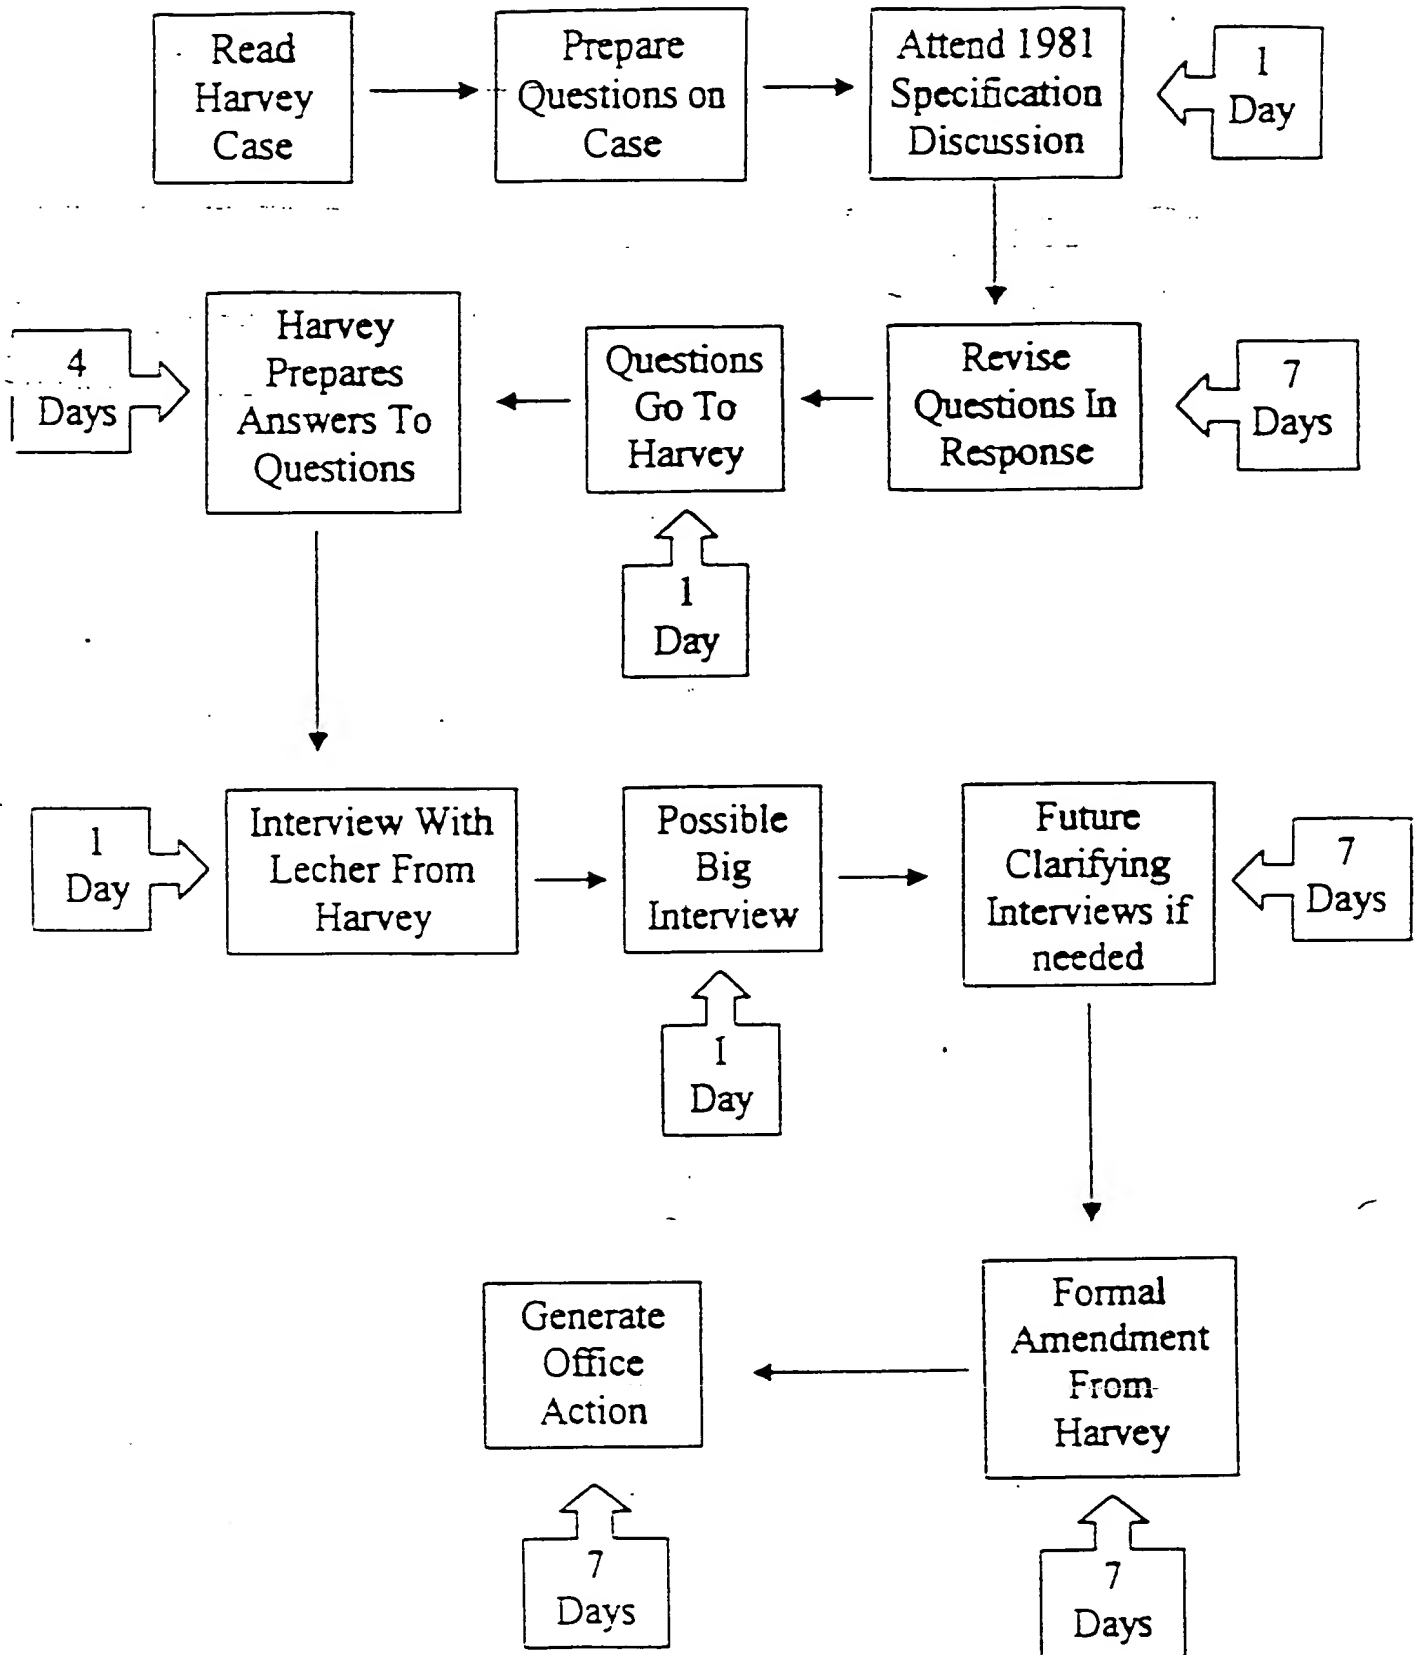 Read
Harvey
Case
Prepare
Questions on
Case
Attend 1981
Specification
Discussion
1
Day
Revise
Questions In
Response
7
Days
Questions
Go To
Harvey
1
Day
Harvey
Prepares
Answers To
Questions
4
Days
Interview With
Lecher From
Harvey
1
Day
Possible
Big
Interview
1
Day
Future
Clarifying
Interviews if
needed
7
Days
Formal
Amendment
From
Harvey
7
Days
Generate
Office
Action
7
Days